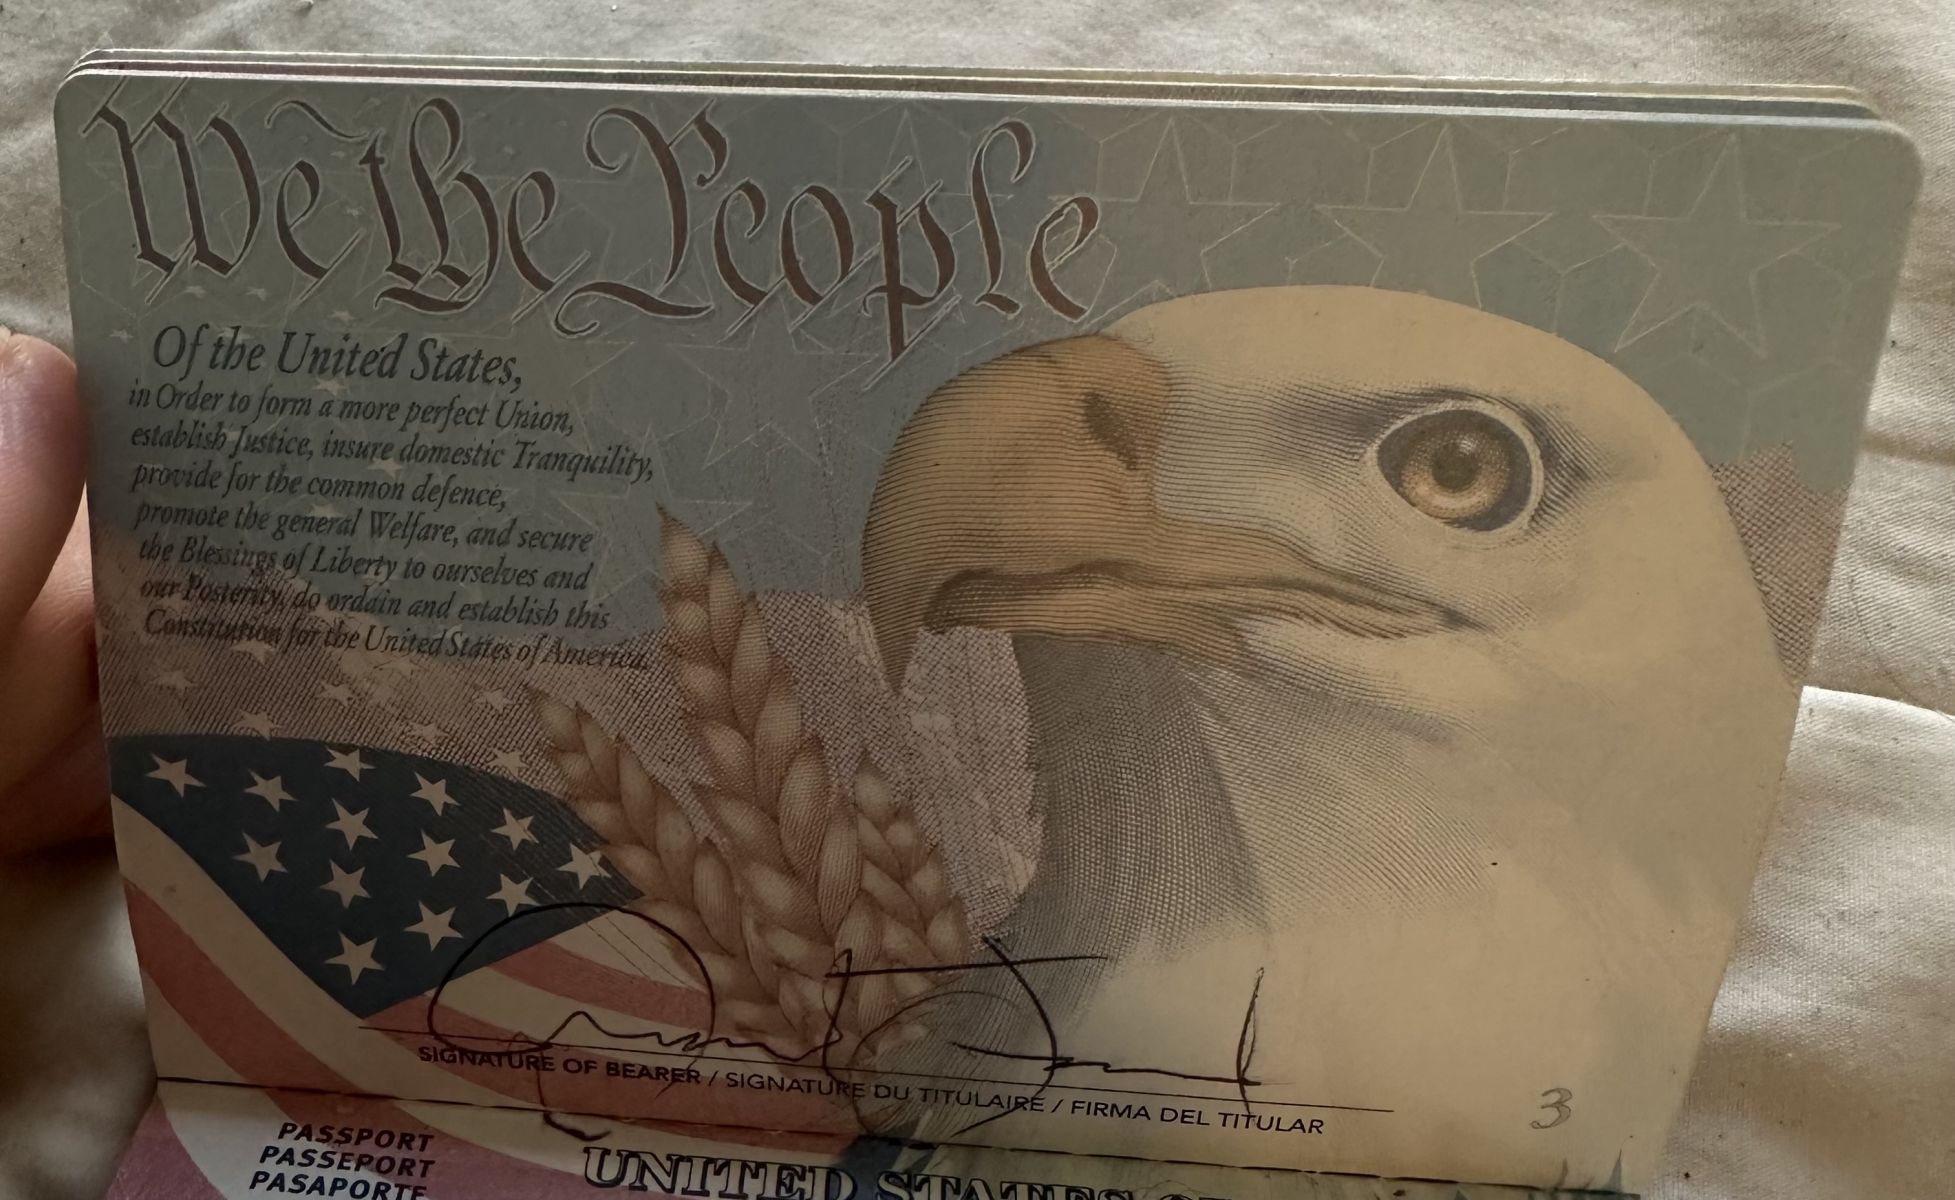 We the People
Of the United States,
in Order to form a more perfect Union,
establish Justice, insure domestic Tranquility,
provide for the common defence,
promote the general Welfare, and secure
the Blessings of Liberty to ourselves and
our Posterity, do ordain and establish this
Constitution for the United States of America.
SIGNATURE OF BEARER / SIGNATURE DU TITULAIRE / FIRMA DEL TITULAR
3
PASSPORT
PASSEPORT
PASAPORTE
UNITED STATES